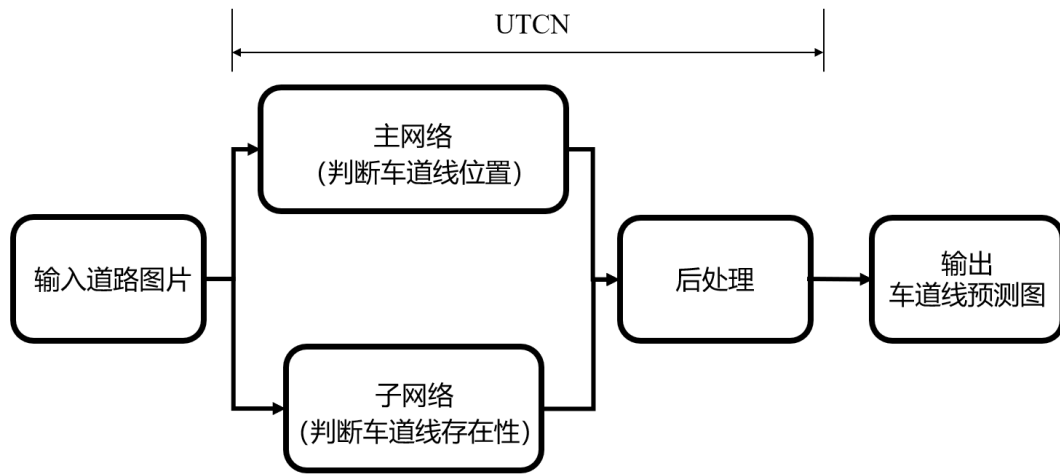 UTCN
主网络
（判断车道线位置）
输入道路图片
后处理
输出
车道线预测图
子网络
（判断车道线存在性）